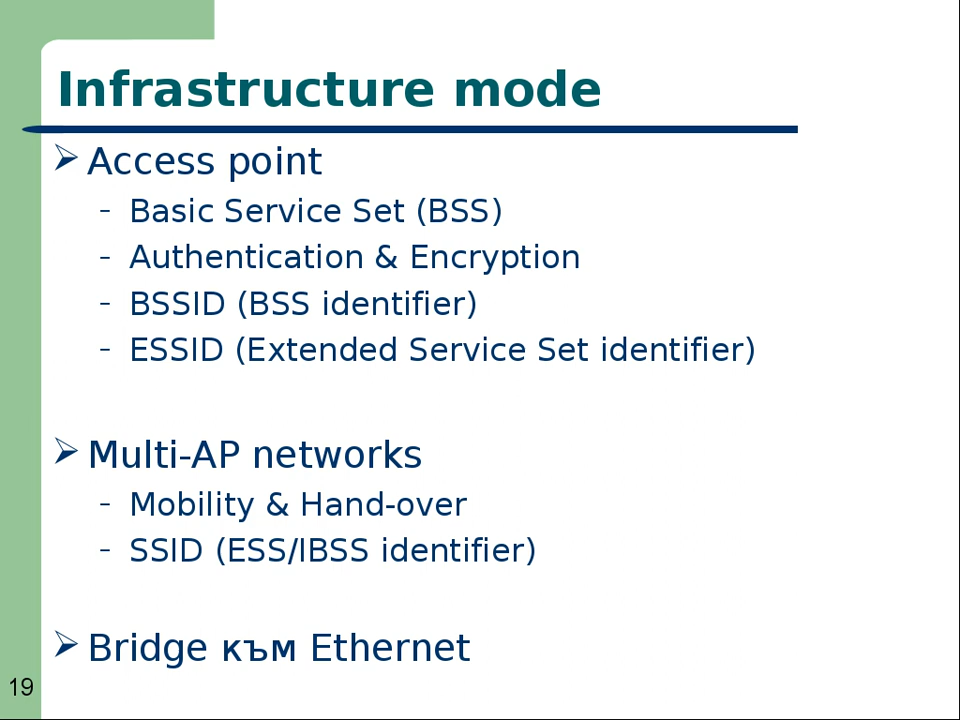 Infrastructure mode
➢ Access point
– Basic Service Set (BSS)
– Authentication & Encryption
– BSSID (BSS identifier)
– ESSID (Extended Service Set identifier)
➢ Multi-AP networks
– Mobility & Hand-over
– SSID (ESS/IBSS identifier)
➢ Bridge към Ethernet
19